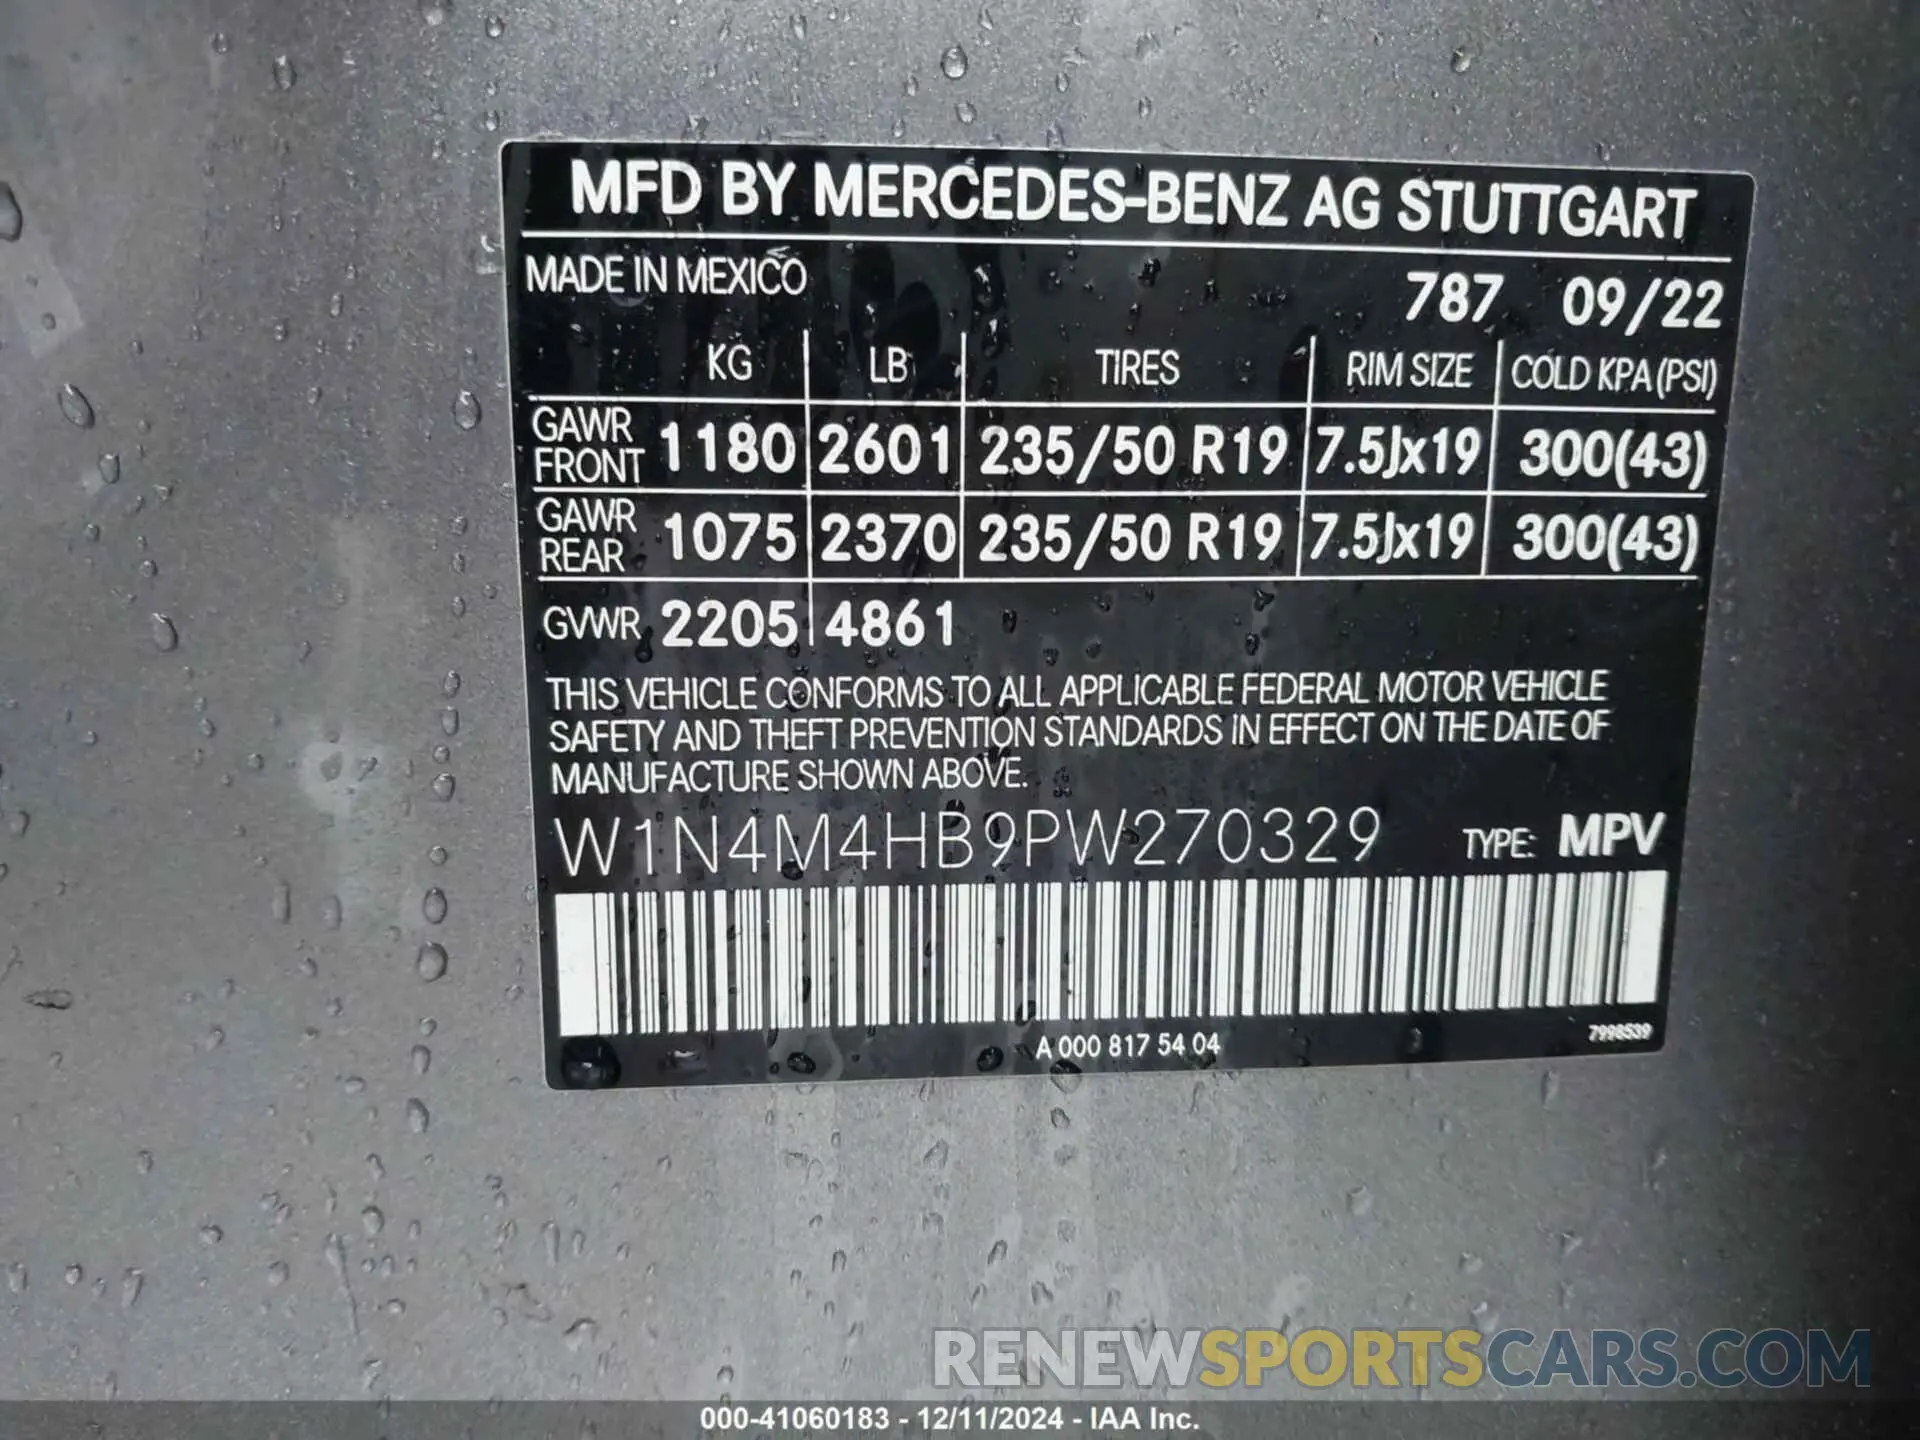 MFD BY MERCEDES-BENZ AG STUTTGART
MADE IN MEXICO 787 09/22
KG LB TIRES RIM SIZE COLD KPA (PSI)
GAWR FRONT 1180 2601 235/50 R19 7.5Jx19 300(43)
GAWR REAR 1075 2370 235/50 R19 7.5Jx19 300(43)
GVWR 2205 4861
THIS VEHICLE CONFORMS TO ALL APPLICABLE FEDERAL MOTOR VEHICLE
SAFETY AND THEFT PREVENTION STANDARDS IN EFFECT ON THE DATE OF
MANUFACTURE SHOWN ABOVE.
W1N4M4HB9PW270329 TYPE: MPV
A 000 817 54 04 7998539
RENEWSPORTSCARS.COM
000-41060183 - 12/11/2024 - IAA Inc.